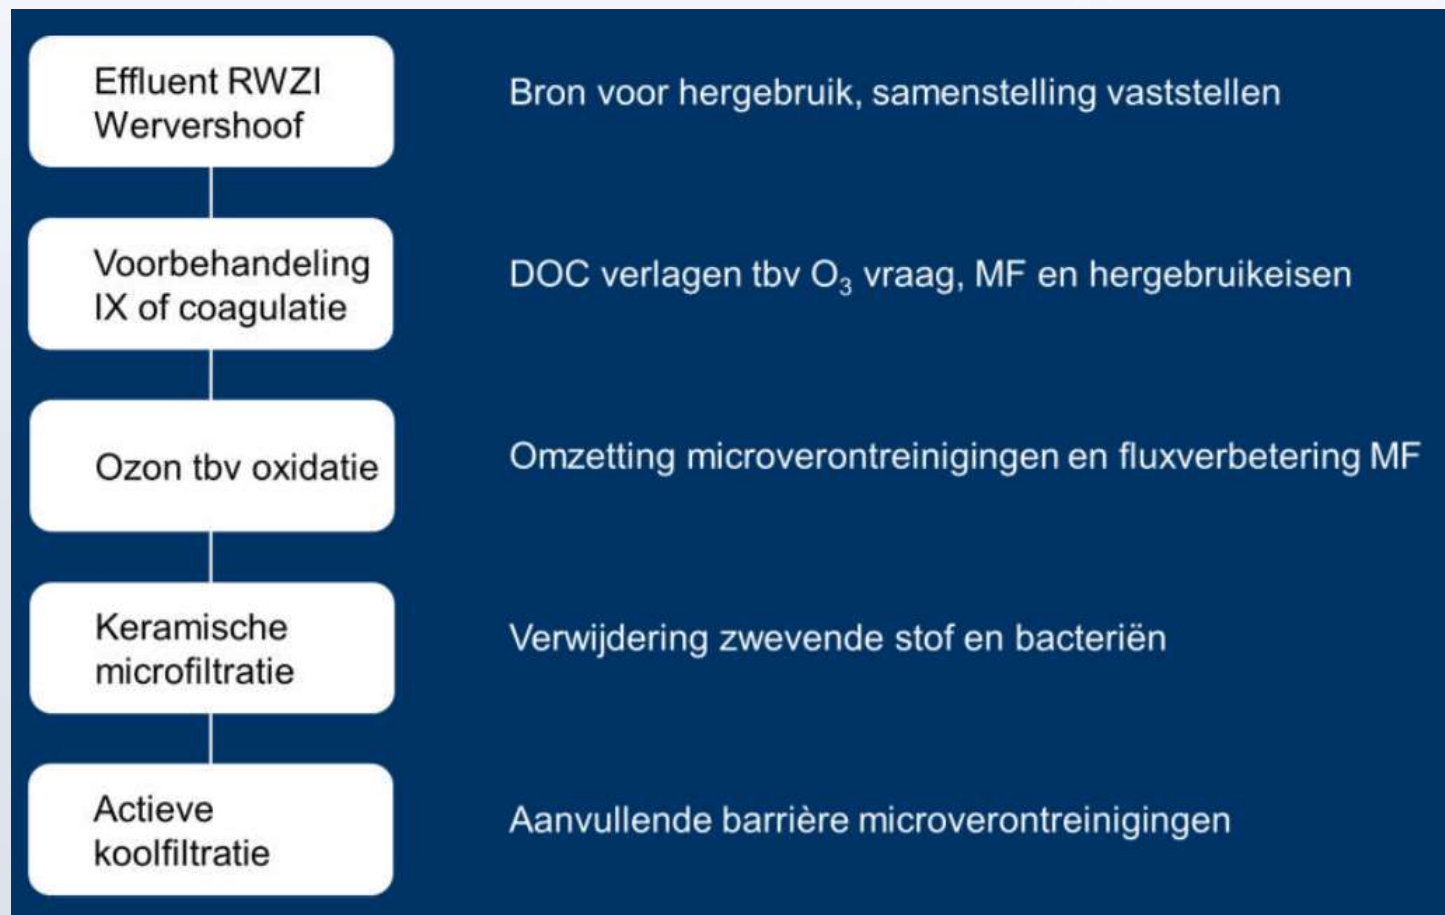 Effluent RWZI
Wervershoof
Bron voor hergebruik, samenstelling vaststellen
Voorbehandeling
IX of coagulatie
DOC verlagen tbv O₃ vraag, MF en hergebruikeisen
Ozon tbv oxidatie
Omzetting microverontreinigingen en fluxverbetering MF
Keramische
microfiltratie
Verwijdering zwevende stof en bacteriën
Actieve
koolfiltratie
Aanvullende barrière microverontreinigingen